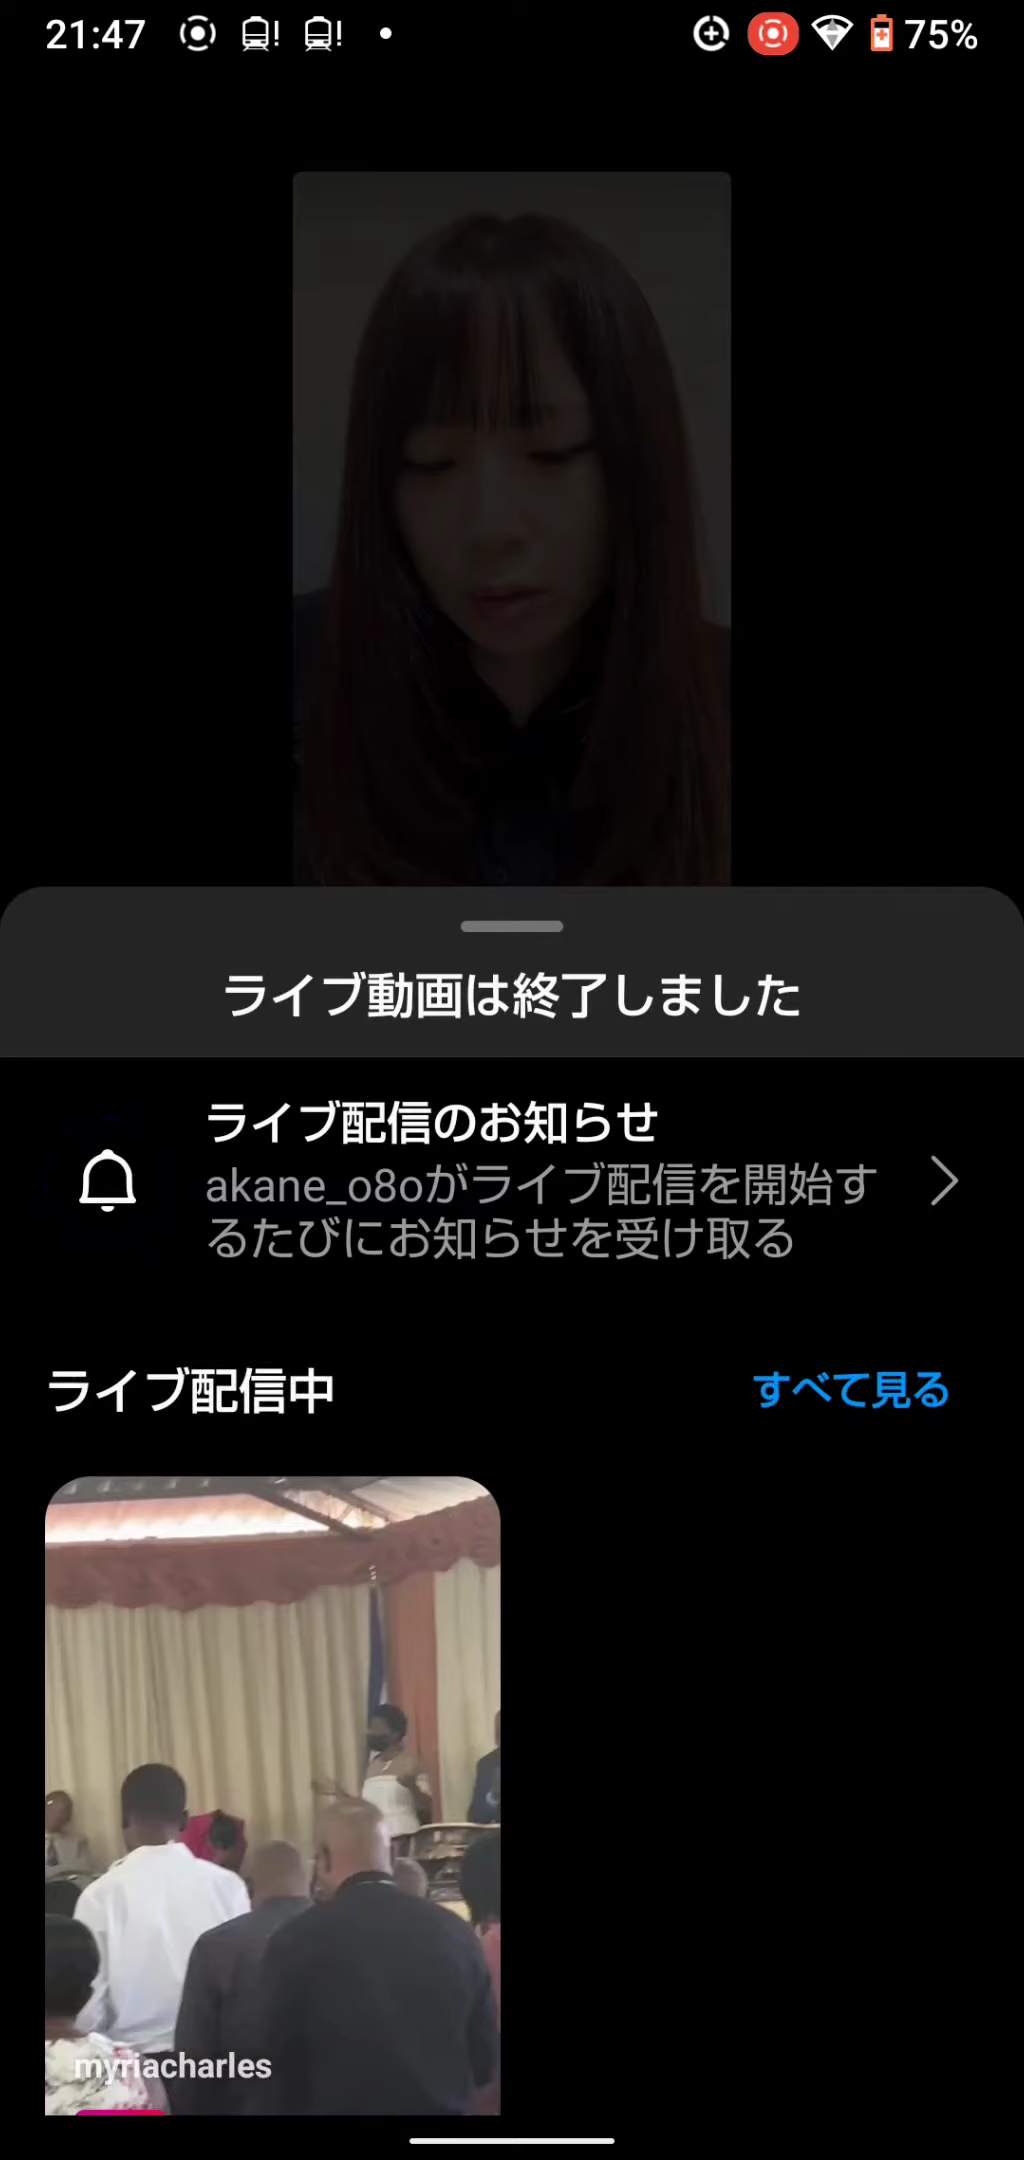 21:47 ! ! 75%
ライブ動画は終了しました
ライブ配信のお知らせ
akane_o8oがライブ配信を開始す
るたびにお知らせを受け取る
ライブ配信中 すべて見る
myriacharles